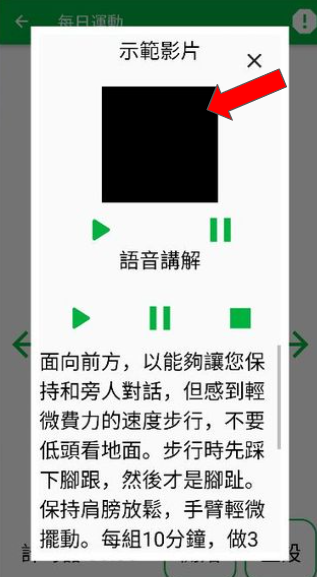 每日運動
示範影片
語音講解
面向前方，以能夠讓您保
持和旁人對話，但感到輕
微費力的速度步行，不要
低頭看地面。步行時先踩
下腳跟，然後才是腳趾。
保持肩膀放鬆，手臂輕微
擺動。每組10分鐘，做3